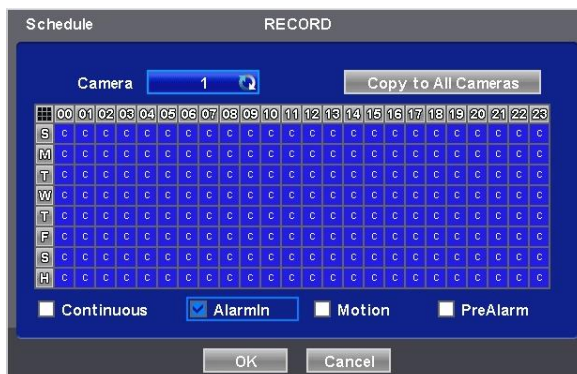 Schedule RECORD
Camera 1 Copy to All Cameras
00 01 02 03 04 05 06 07 08 09 10 11 12 13 14 15 16 17 18 19 20 21 22 23
S C C C C C C C C C C C C C C C C C C C C C C C C
M C C C C C C C C C C C C C C C C C C C C C C C C
T C C C C C C C C C C C C C C C C C C C C C C C C
W C C C C C C C C C C C C C C C C C C C C C C C C
T C C C C C C C C C C C C C C C C C C C C C C C C
F C C C C C C C C C C C C C C C C C C C C C C C C
S C C C C C C C C C C C C C C C C C C C C C C C C
H C C C C C C C C C C C C C C C C C C C C C C C C
Continuous AlarmIn Motion PreAlarm
OK Cancel